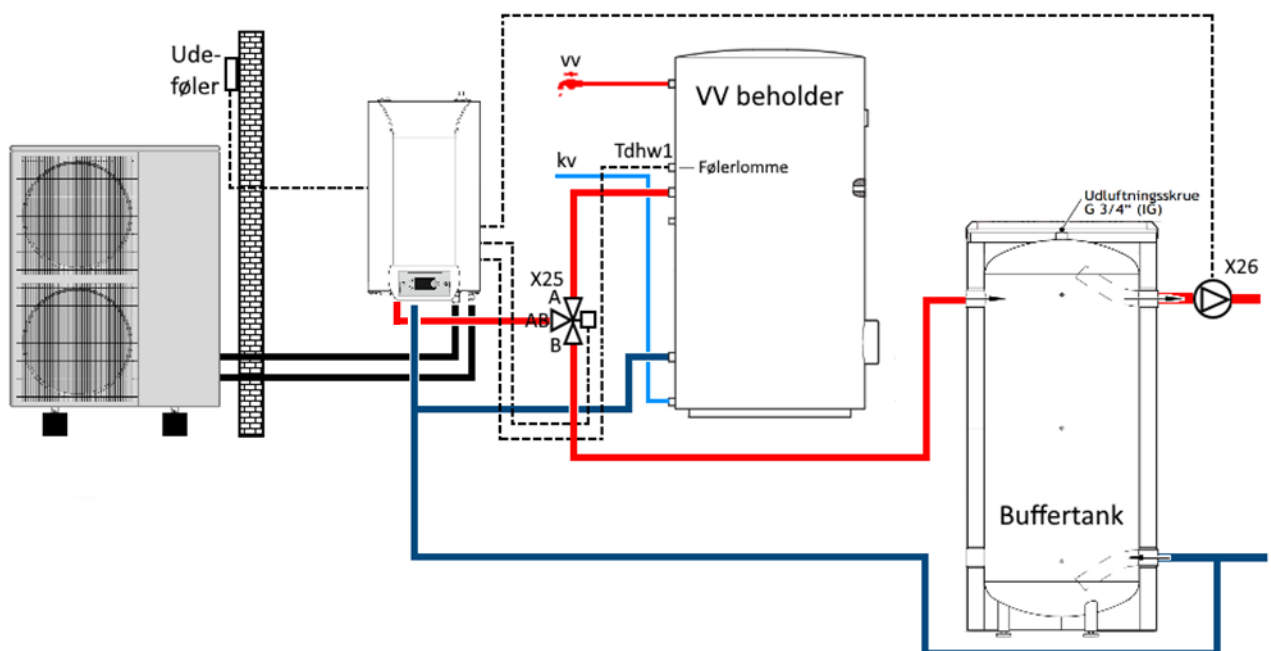 Ude-
føler
vv
VV beholder
Tdhw1
kv
Følerlomme
Udluftningsskrue
G 3/4" (IG)
X25
A
AB
B
X26
Buffertank